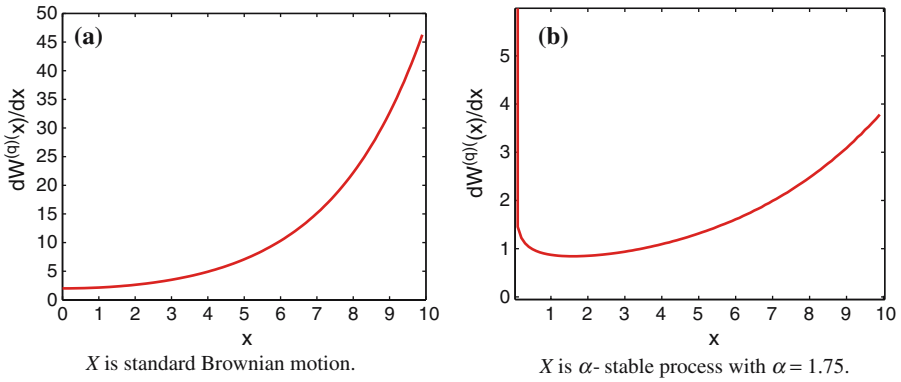 (a)
50
45
40
35
30
25
20
15
10
5
0
dW^(q)(x)/dx
0 1 2 3 4 5 6 7 8 9 10
x
X is standard Brownian motion.
(b)
5
4
3
2
1
0
dW^(q)((x)/dx
1 2 3 4 5 6 7 8 9 10
x
X is α- stable process with α = 1.75.